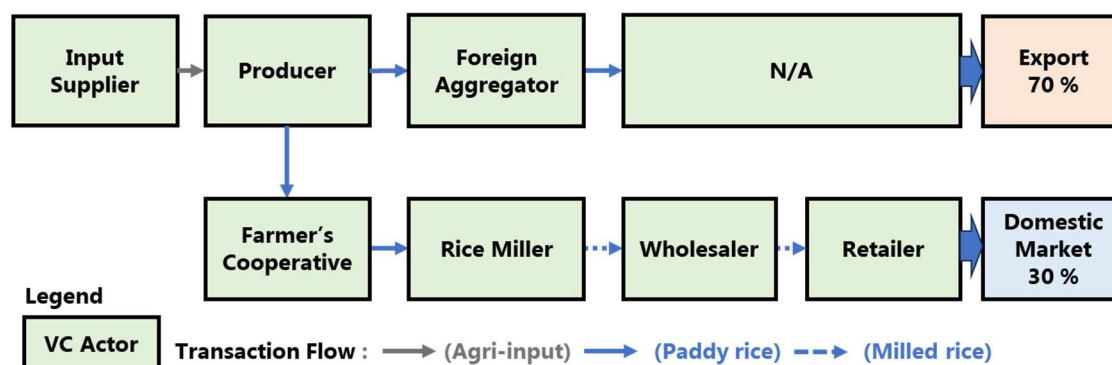 Input
Supplier
Producer
Foreign
Aggregator
N/A
Export
70 %
Farmer’s
Cooperative
Rice Miller
Wholesaler
Retailer
Domestic
Market
30 %
Legend
VC Actor
Transaction Flow : (Agri-input) (Paddy rice) (Milled rice)